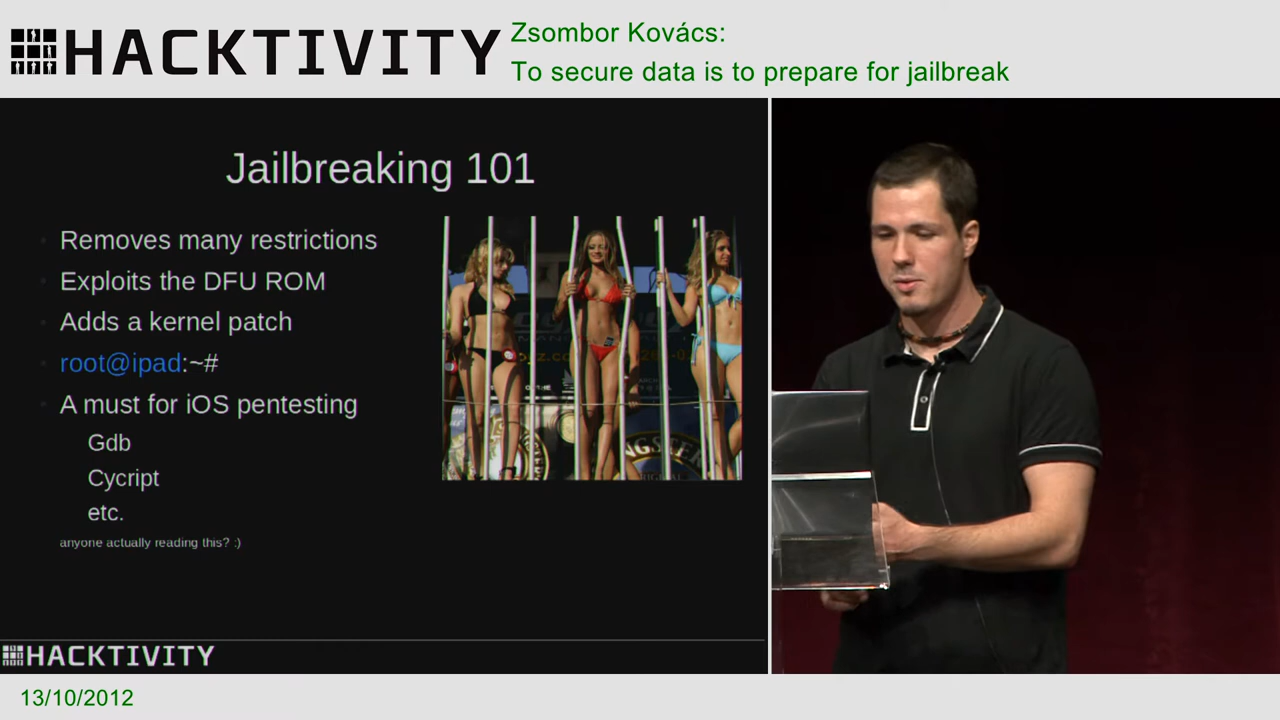 HACKTIVITY
Zsombor Kovács:
To secure data is to prepare for jailbreak
Jailbreaking 101
Removes many restrictions
Exploits the DFU ROM
Adds a kernel patch
root@ipad:~#
A must for iOS pentesting
Gdb
Cycript
etc.
anyone actually reading this? :)
HACKTIVITY
13/10/2012